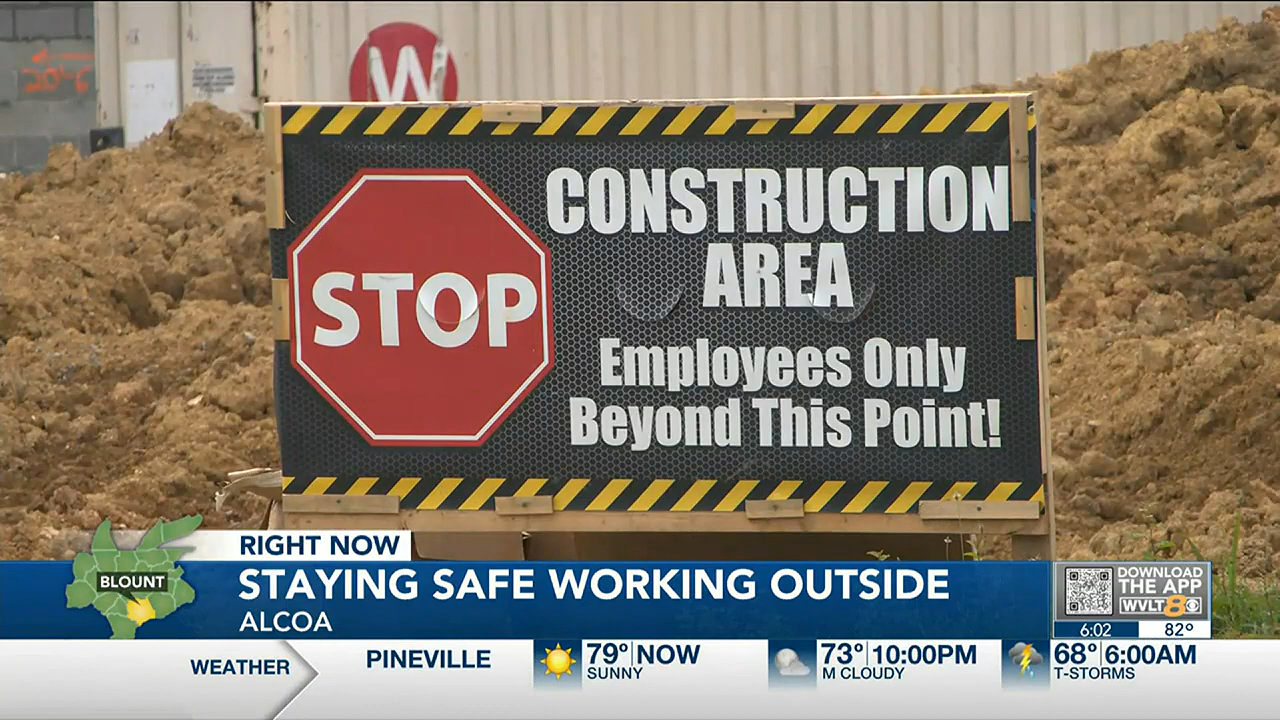 2046
W
STOP
CONSTRUCTION
AREA
Employees Only
Beyond This Point!
RIGHT NOW
BLOUNT
STAYING SAFE WORKING OUTSIDE
ALCOA
DOWNLOAD
THE APP
WVLT8
6:02 82°
WEATHER
PINEVILLE
79° NOW
SUNNY
73° 10:00PM
M CLOUDY
68° 6:00AM
T-STORMS